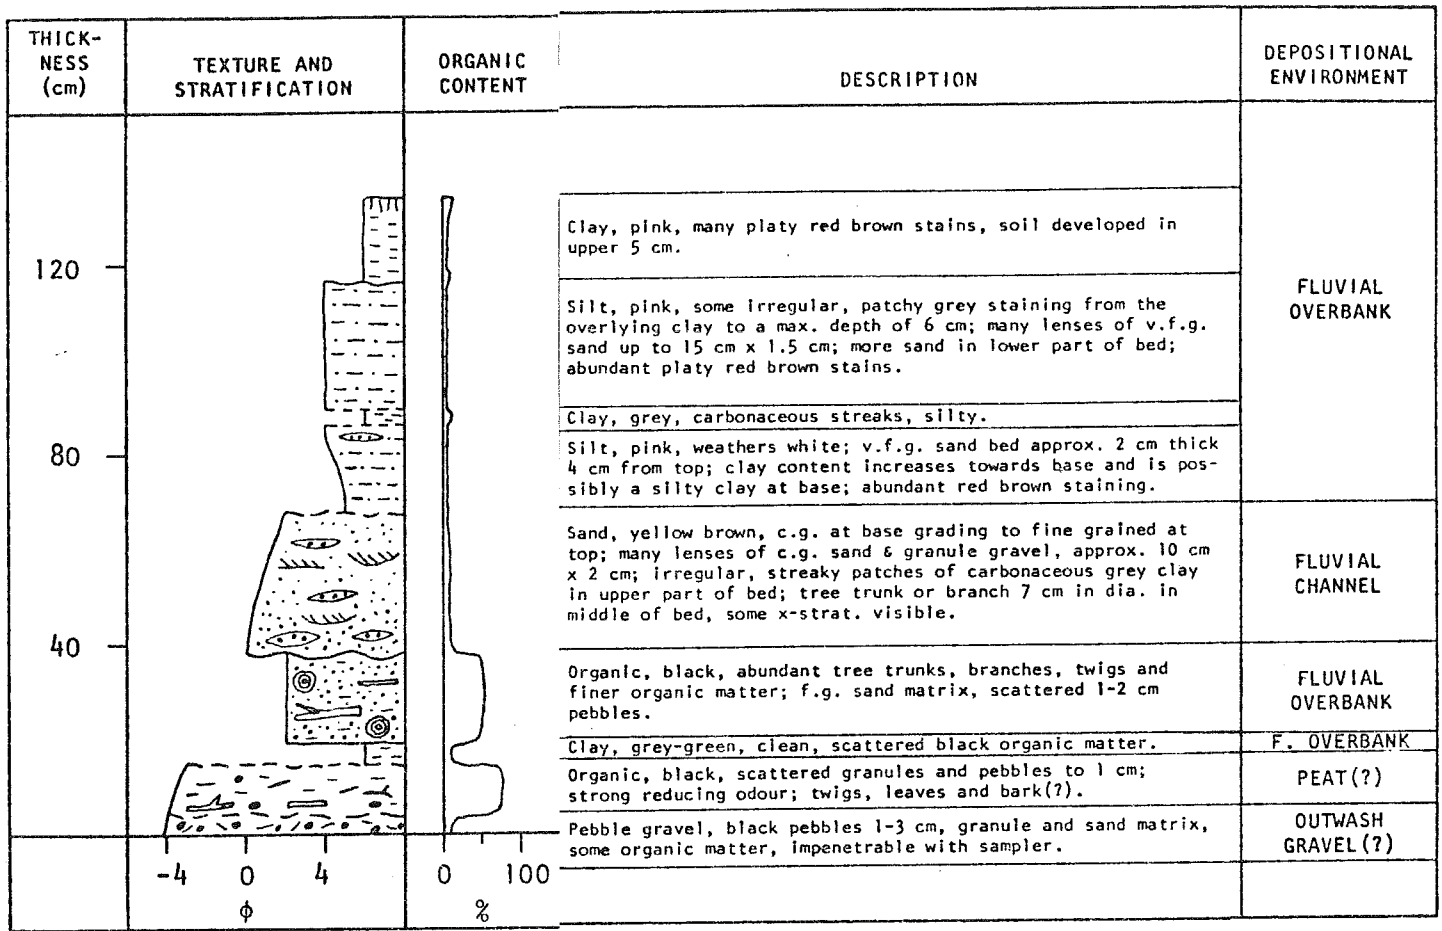 THICK-
NESS
(cm)
TEXTURE AND
STRATIFICATION
ORGANIC
CONTENT
DESCRIPTION
DEPOSITIONAL
ENVIRONMENT
Clay, pink, many platy red brown stains, soil developed in
upper 5 cm.
120
Silt, pink, some irregular, patchy grey staining from the
overlying clay to a max. depth of 6 cm; many lenses of v.f.g.
sand up to 15 cm x 1.5 cm; more sand in lower part of bed;
abundant platy red brown stains.
FLUVIAL
OVERBANK
Clay, grey, carbonaceous streaks, silty.
80
Silt, pink, weathers white; v.f.g. sand bed approx. 2 cm thick
4 cm from top; clay content increases towards base and is pos-
sibly a silty clay at base; abundant red brown staining.
Sand, yellow brown, c.g. at base grading to fine grained at
top; many lenses of c.g. sand & granule gravel, approx. 10 cm
x 2 cm; irregular, streaky patches of carbonaceous grey clay
in upper part of bed; tree trunk or branch 7 cm in dia. in
middle of bed, some x-strat. visible.
FLUVIAL
CHANNEL
40
Organic, black, abundant tree trunks, branches, twigs and
finer organic matter; f.g. sand matrix, scattered 1-2 cm
pebbles.
FLUVIAL
OVERBANK
Clay, grey-green, clean, scattered black organic matter.
F. OVERBANK
Organic, black, scattered granules and pebbles to 1 cm;
strong reducing odour; twigs, leaves and bark(?).
PEAT(?)
Pebble gravel, black pebbles 1-3 cm, granule and sand matrix,
some organic matter, impenetrable with sampler.
OUTWASH
GRAVEL(?)
-4 0 4
ϕ
0 100
%